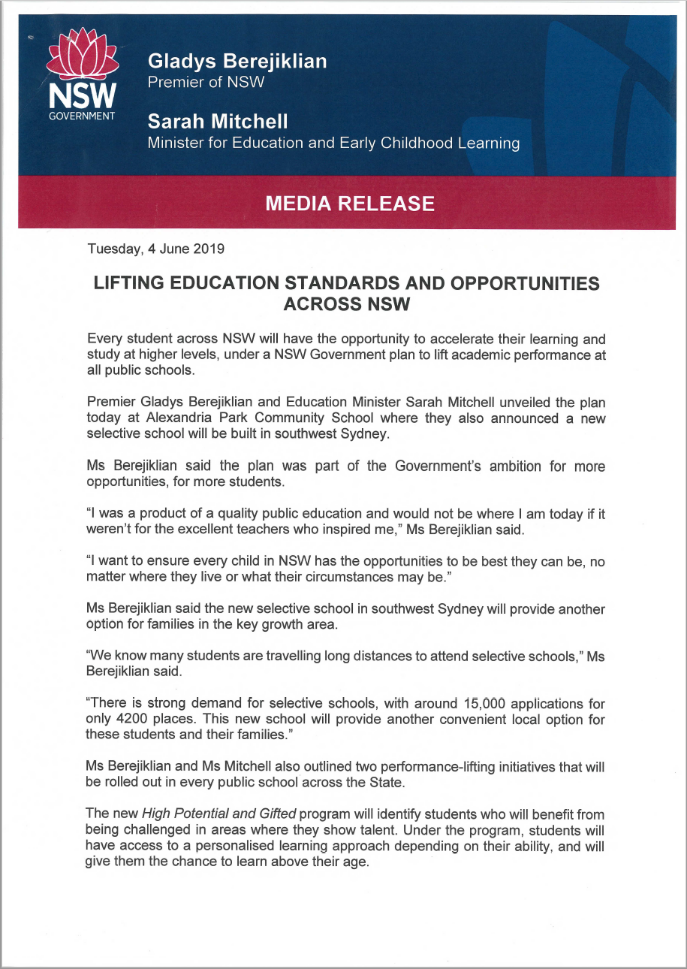 Gladys Berejiklian
Premier of NSW
NSW
GOVERNMENT
Sarah Mitchell
Minister for Education and Early Childhood Learning
MEDIA RELEASE
Tuesday, 4 June 2019
LIFTING EDUCATION STANDARDS AND OPPORTUNITIES
ACROSS NSW
Every student across NSW will have the opportunity to accelerate their learning and
study at higher levels, under a NSW Government plan to lift academic performance at
all public schools.
Premier Gladys Berejiklian and Education Minister Sarah Mitchell unveiled the plan
today at Alexandria Park Community School where they also announced a new
selective school will be built in southwest Sydney.
Ms Berejiklian said the plan was part of the Government's ambition for more
opportunities, for more students.
“I was a product of a quality public education and would not be where I am today if it
weren't for the excellent teachers who inspired me,” Ms Berejiklian said.
“I want to ensure every child in NSW has the opportunities to be best they can be, no
matter where they live or what their circumstances may be.”
Ms Berejiklian said the new selective school in southwest Sydney will provide another
option for families in the key growth area.
“We know many students are travelling long distances to attend selective schools,” Ms
Berejiklian said.
“There is strong demand for selective schools, with around 15,000 applications for
only 4200 places. This new school will provide another convenient local option for
these students and their families.”
Ms Berejiklian and Ms Mitchell also outlined two performance-lifting initiatives that will
be rolled out in every public school across the State.
The new High Potential and Gifted program will identify students who will benefit from
being challenged in areas where they show talent. Under the program, students will
have access to a personalised learning approach depending on their ability, and will
give them the chance to learn above their age.